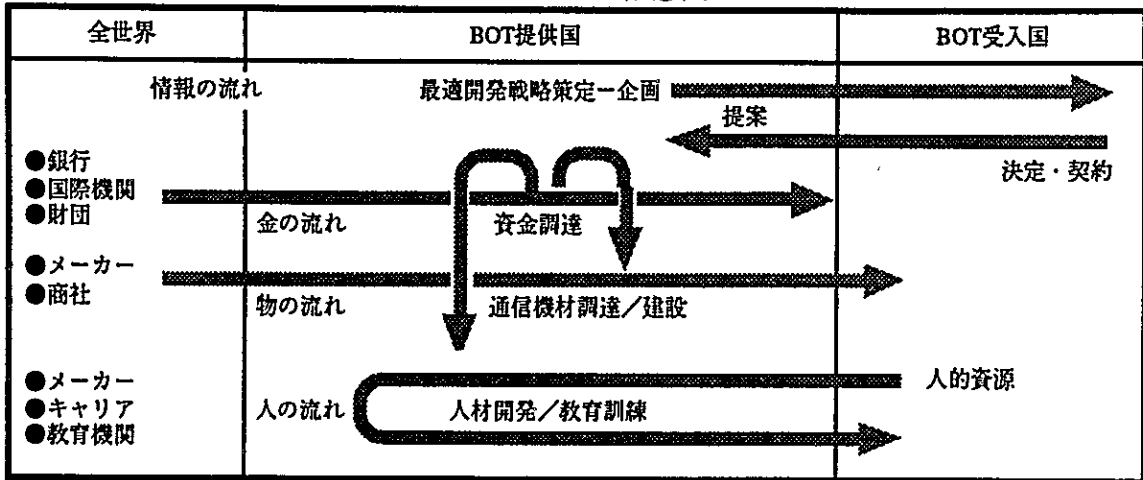 全世界
BOT提供国
BOT受入国
情報の流れ
最適開発戦略策定ー企画
提案
決定・契約
●銀行
●国際機関
●財団
金の流れ
資金調達
●メーカー
●商社
物の流れ
通信機材調達／建設
●メーカー
●キャリア
●教育機関
人の流れ
人材開発／教育訓練
人的資源